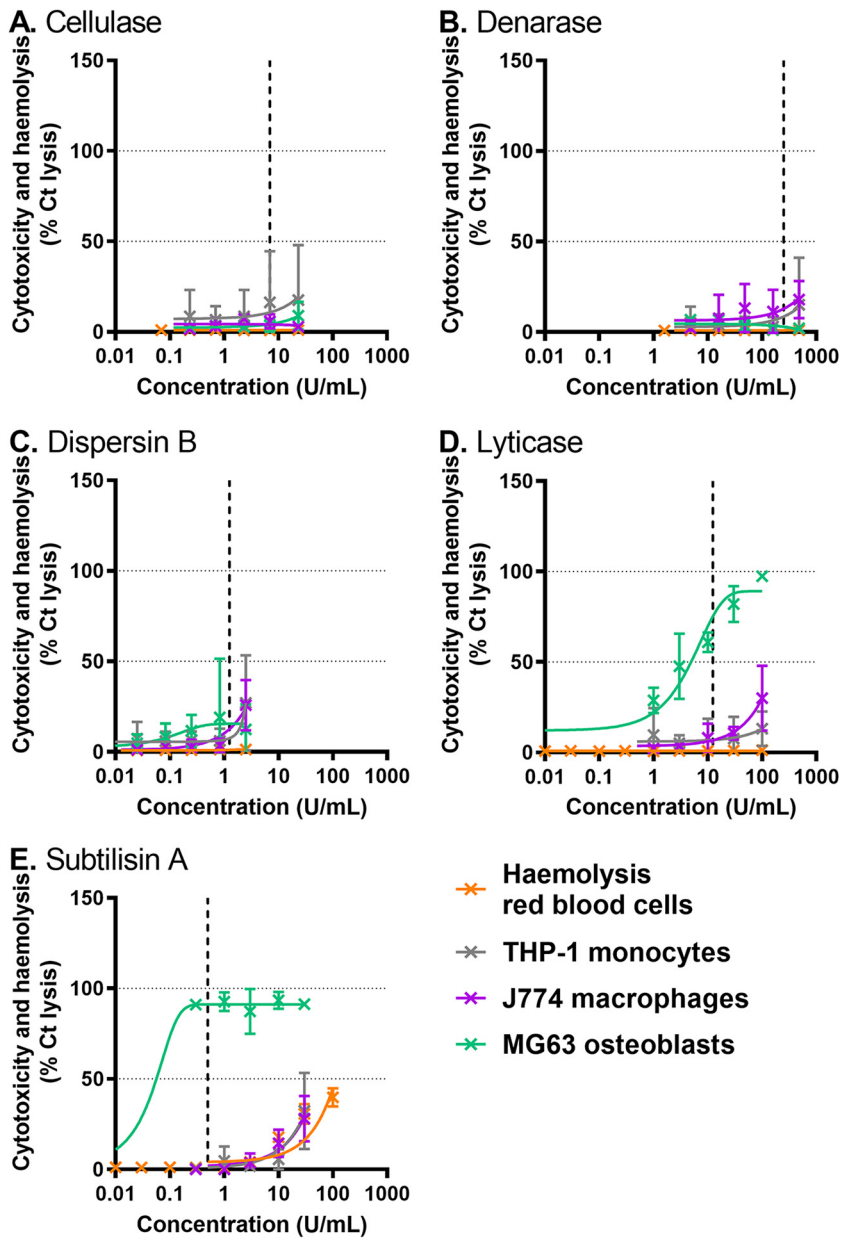 A. Cellulase
Cytotoxicity and haemolysis
(% Ct lysis)
150
100
50
0
0.01 0.1 1 10 100 1000
Concentration (U/mL)
B. Denarase
Cytotoxicity and haemolysis
(% Ct lysis)
150
100
50
0
0.01 0.1 1 10 100 1000
Concentration (U/mL)
C. Dispersin B
Cytotoxicity and haemolysis
(% Ct lysis)
150
100
50
0
0.01 0.1 1 10 100 1000
Concentration (U/mL)
D. Lyticase
Cytotoxicity and haemolysis
(% Ct lysis)
150
100
50
0
0.01 0.1 1 10 100 1000
Concentration (U/mL)
E. Subtilisin A
Cytotoxicity and haemolysis
(% Ct lysis)
150
100
50
0
0.01 0.1 1 10 100 1000
Concentration (U/mL)
Haemolysis
red blood cells
THP-1 monocytes
J774 macrophages
MG63 osteoblasts